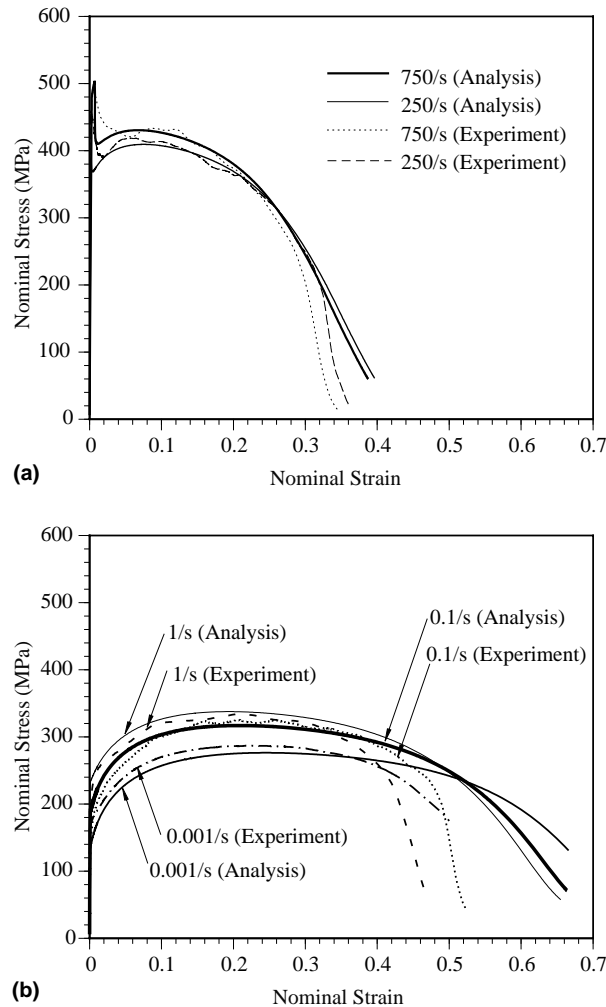 600
500
400
300
200
100
0
Nominal Stress (MPa)
750/s (Analysis)
250/s (Analysis)
750/s (Experiment)
250/s (Experiment)
0 0.1 0.2 0.3 0.4 0.5 0.6 0.7
Nominal Strain
(a)
600
500
400
300
200
100
0
Nominal Stress (MPa)
1/s (Analysis)
1/s (Experiment)
0.1/s (Analysis)
0.1/s (Experiment)
0.001/s (Experiment)
0.001/s (Analysis)
0 0.1 0.2 0.3 0.4 0.5 0.6 0.7
Nominal Strain
(b)